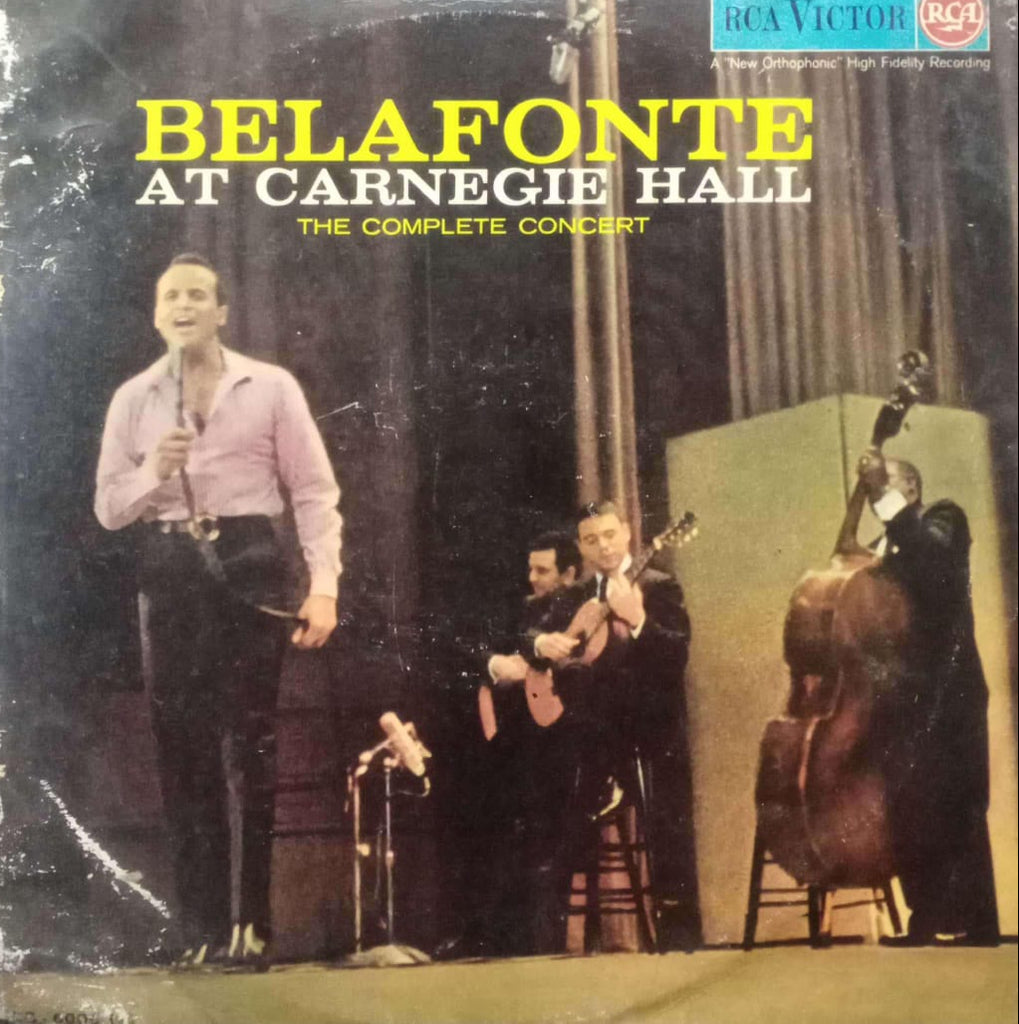 RCA VICTOR RCA
A "New Orthophonic" High Fidelity Recording
BELAFONTE
AT CARNEGIE HALL
THE COMPLETE CONCERT